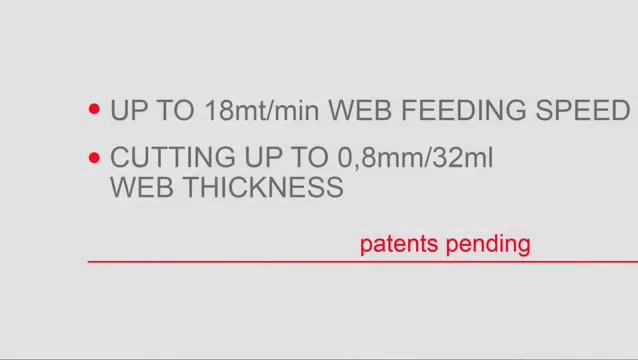 UP TO 18mt/min WEB FEEDING SPEED
CUTTING UP TO 0,8mm/32ml
WEB THICKNESS
patents pending